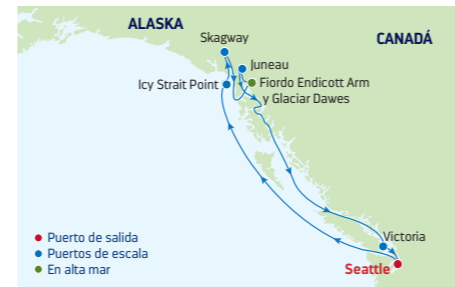 ALASKA
CANADÁ
Skagway
Juneau
Icy Strait Point
Fiordo Endicott Arm
y Glaciar Dawes
Puerto de salida
Puertos de escala
En alta mar
Victoria
Seattle